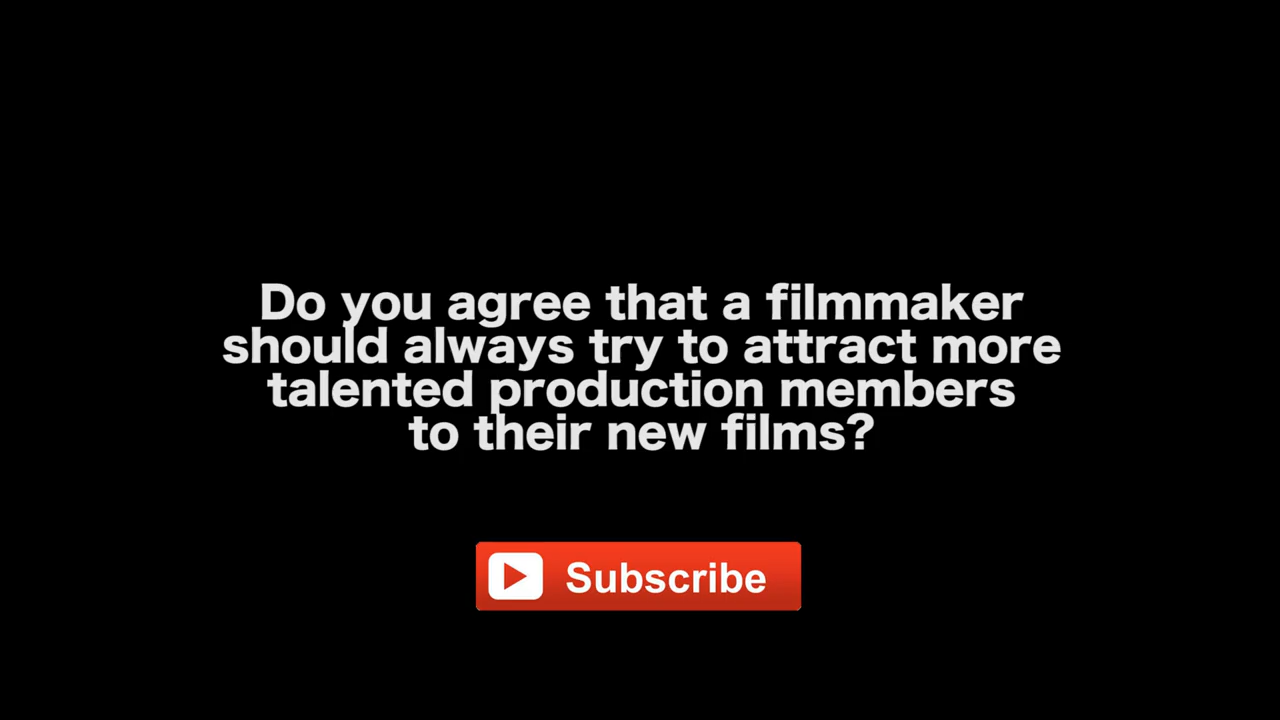 Do you agree that a filmmaker
should always try to attract more
talented production members
to their new films?
Subscribe